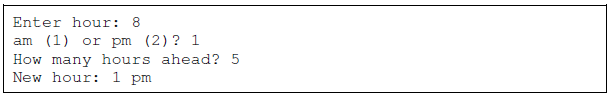 Enter hour: 8
am (1) or pm (2)? 1
How many hours ahead? 5
New hour: 1 pm